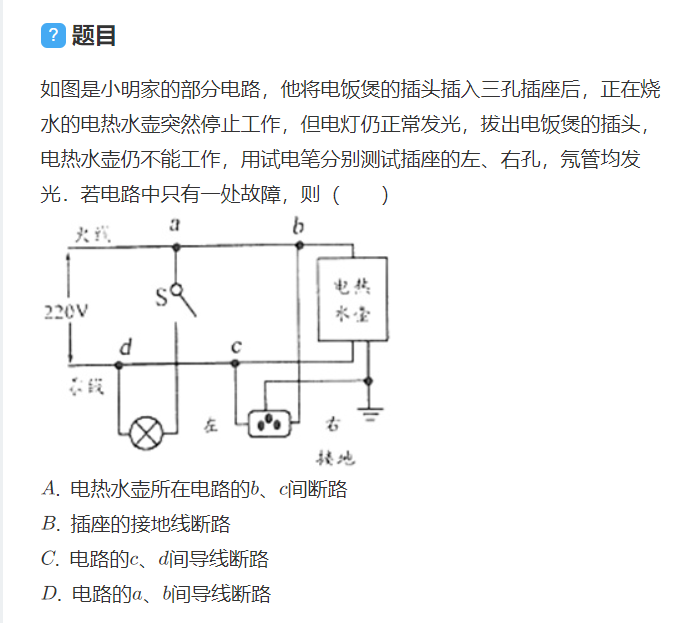 ? 题目
如图是小明家的部分电路，他将电饭煲的插头插入三孔插座后，正在烧
水的电热水壶突然停止工作，但电灯仍正常发光，拔出电饭煲的插头，
电热水壶仍不能工作，用试电笔分别测试插座的左、右孔，氖管均发
光．若电路中只有一处故障，则（　　）
a
b
火线
S
电热
水壶
220V
d
c
零线
左
右
接地
A. 电热水壶所在电路的b、c间断路
B. 插座的接地线断路
C. 电路的c、d间导线断路
D. 电路的a、b间导线断路